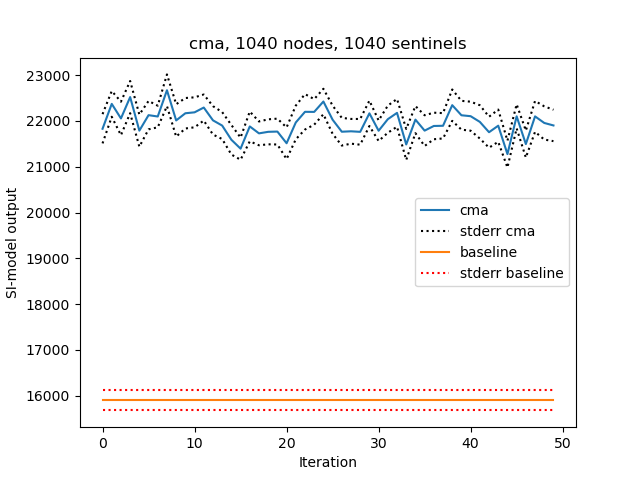 cma, 1040 nodes, 1040 sentinels
SI-model output
23000
22000
21000
20000
19000
18000
17000
16000
cma
stderr cma
baseline
stderr baseline
0 10 20 30 40 50
Iteration